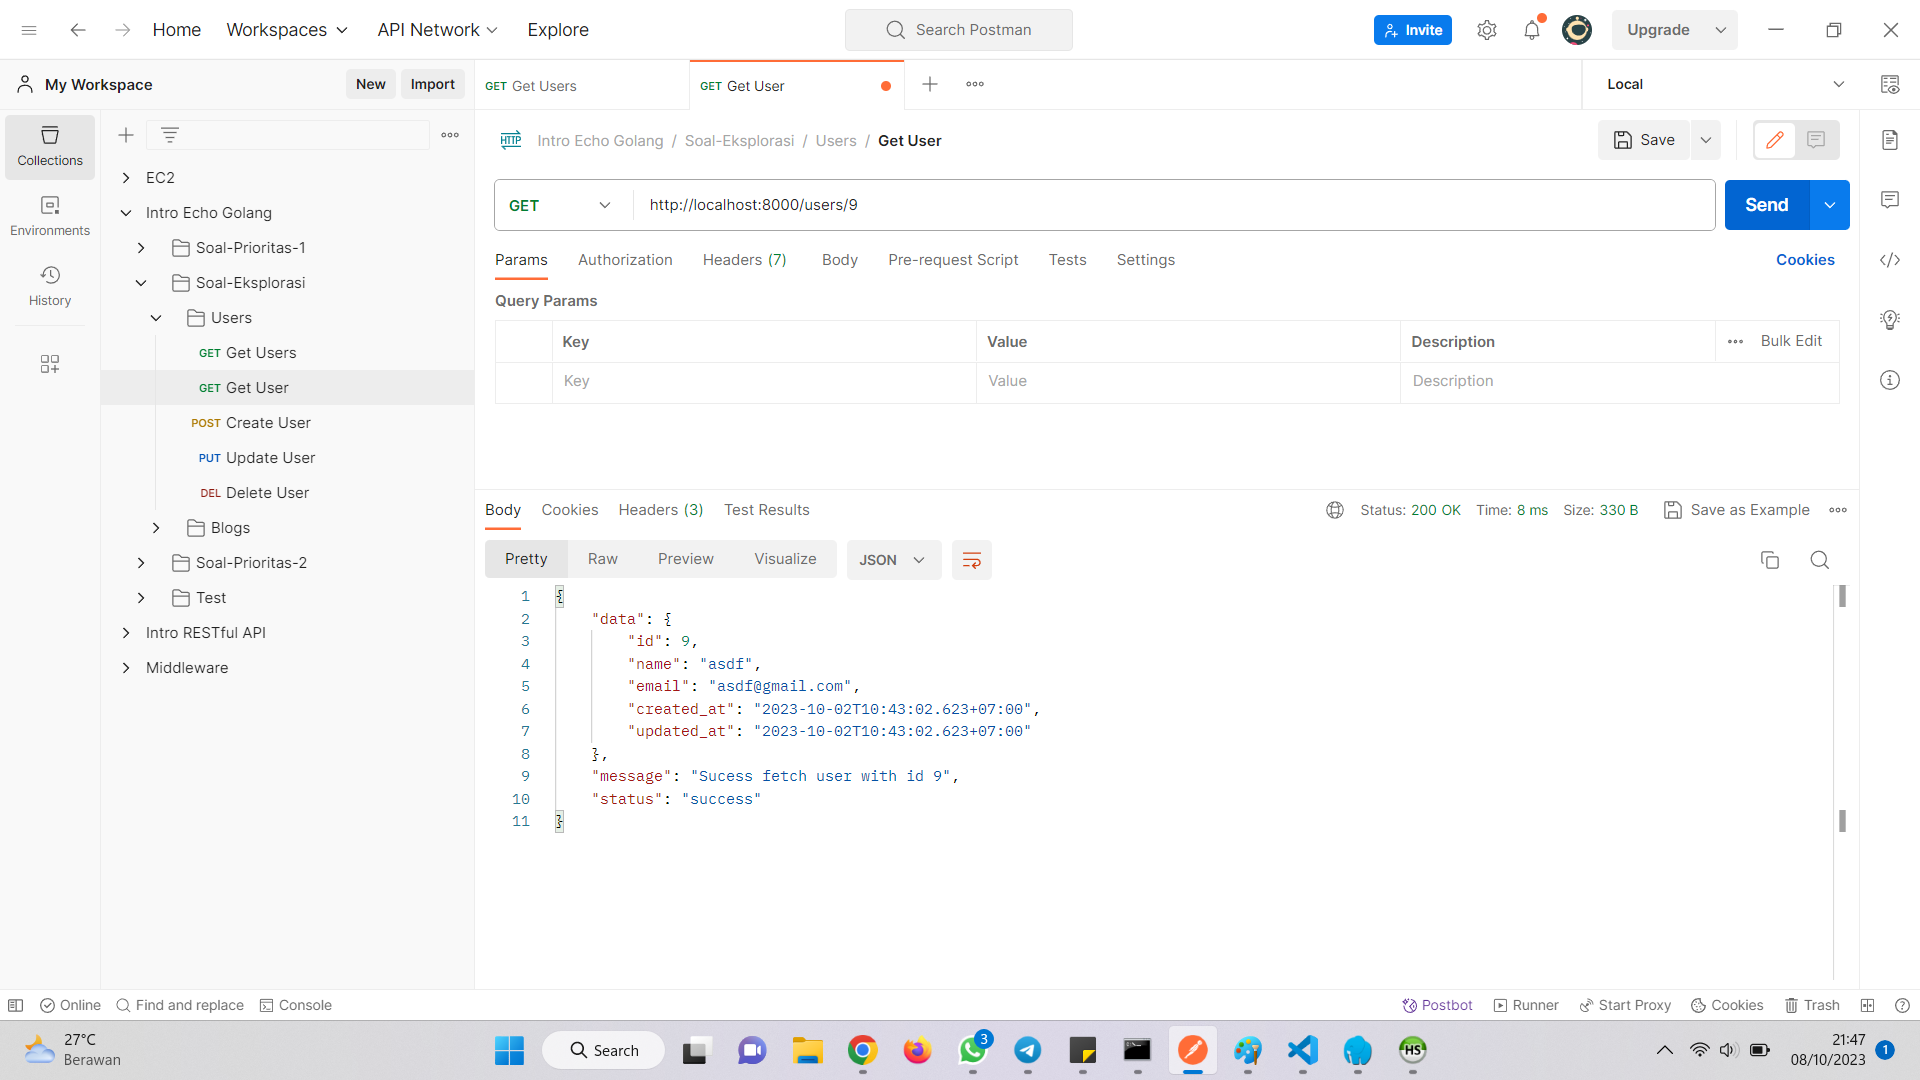 Home Workspaces API Network Explore Search Postman Invite Upgrade
My Workspace New Import GET Get Users GET Get User Local
Collections
Environments
History
EC2
Intro Echo Golang
Soal-Prioritas-1
Soal-Eksplorasi
Users
GET Get Users
GET Get User
POST Create User
PUT Update User
DEL Delete User
Blogs
Soal-Prioritas-2
Test
Intro RESTful API
Middleware
HTTP Intro Echo Golang / Soal-Eksplorasi / Users / Get User Save
GET http://localhost:8000/users/9 Send
Params Authorization Headers (7) Body Pre-request Script Tests Settings Cookies
Query Params
Key Value Description Bulk Edit
Key Value Description
Body Cookies Headers (3) Test Results Status: 200 OK Time: 8 ms Size: 330 B Save as Example
Pretty Raw Preview Visualize JSON
1 {
2 "data": {
3 "id": 9,
4 "name": "asdf",
5 "email": "asdf@gmail.com",
6 "created_at": "2023-10-02T10:43:02.623+07:00",
7 "updated_at": "2023-10-02T10:43:02.623+07:00"
8 },
9 "message": "Sucess fetch user with id 9",
10 "status": "success"
11 }
Online Find and replace Console Postbot Runner Start Proxy Cookies Trash
27°C
Berawan
Search
3
HS
21:47
08/10/2023
1